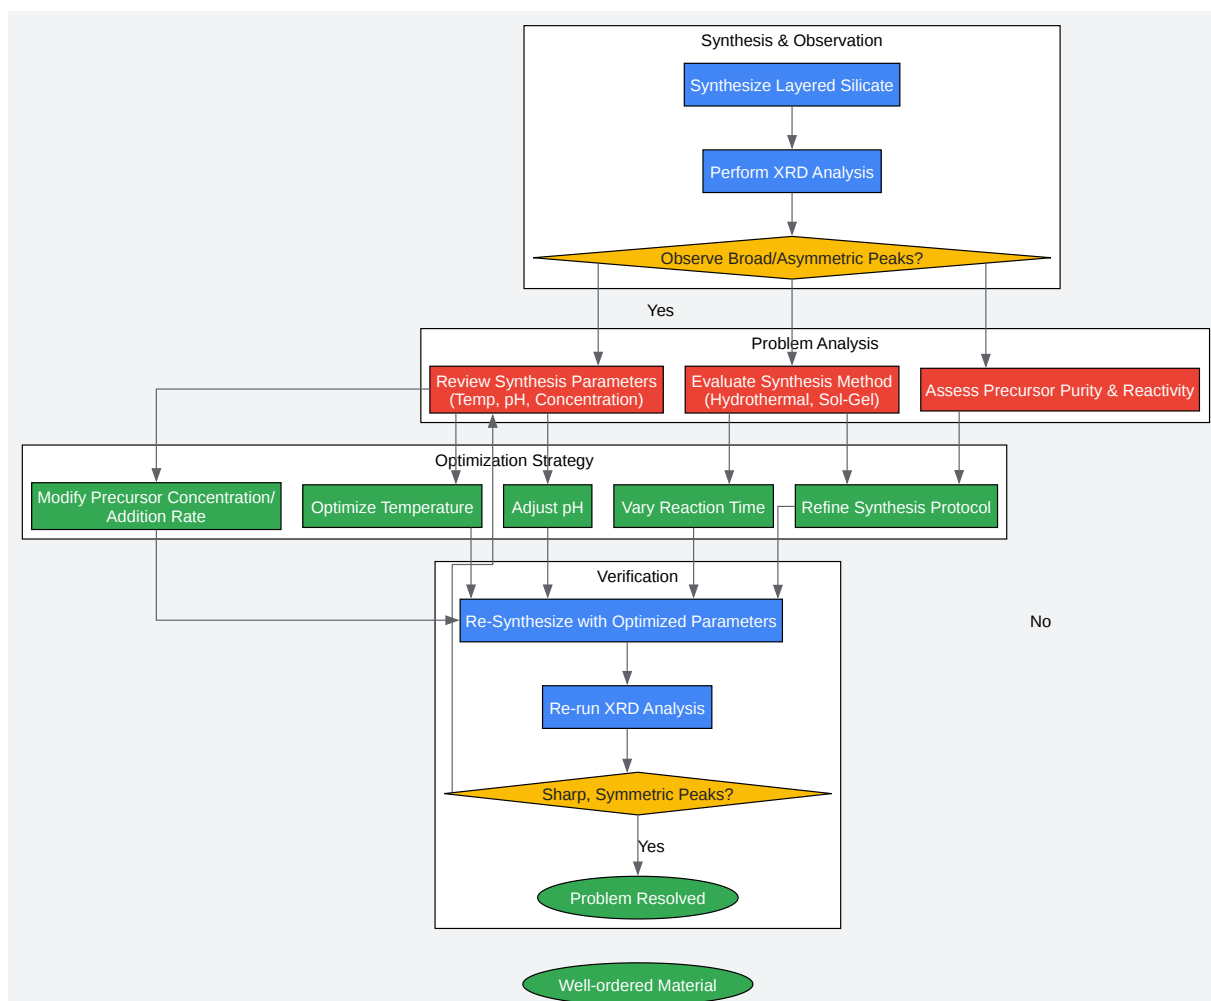 Synthesis & Observation
Synthesize Layered Silicate
Perform XRD Analysis
Observe Broad/Asymmetric Peaks?
Yes
Problem Analysis
Review Synthesis Parameters
(Temp, pH, Concentration)
Evaluate Synthesis Method
(Hydrothermal, Sol-Gel)
Assess Precursor Purity & Reactivity
Optimization Strategy
Modify Precursor Concentration/
Addition Rate
Optimize Temperature
Adjust pH
Vary Reaction Time
Refine Synthesis Protocol
Verification
Re-Synthesize with Optimized Parameters
No
Re-run XRD Analysis
Sharp, Symmetric Peaks?
Yes
Problem Resolved
Well-ordered Material